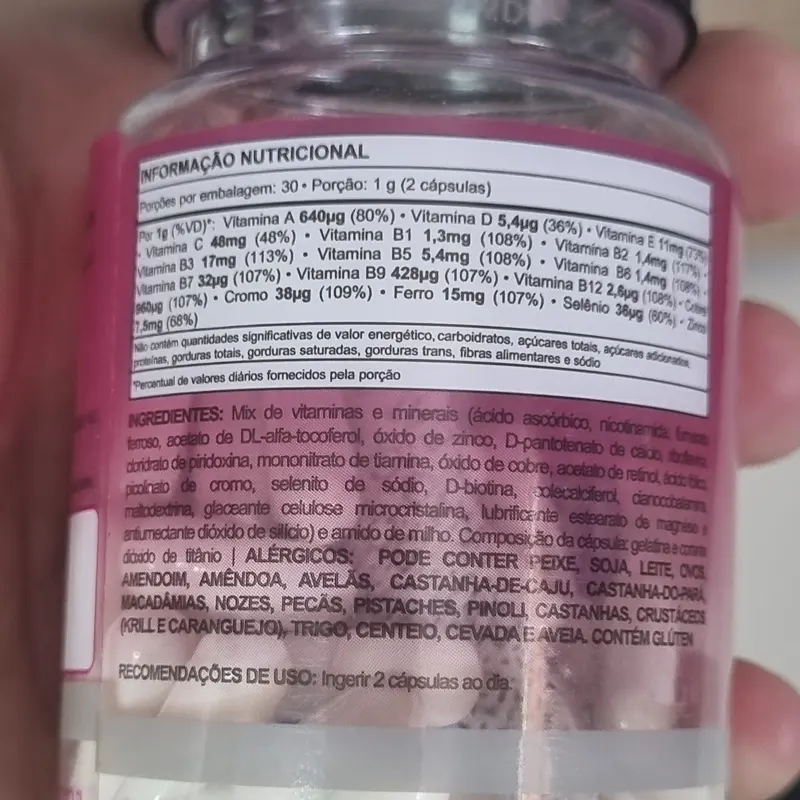 INFORMAÇÃO NUTRICIONAL
Porções por embalagem: 30 • Porção: 1 g (2 cápsulas)
Por 1g (%VD)*: Vitamina A 640µg (80%) • Vitamina D 5,4µg (36%) • Vitamina E 11mg (73%)
• Vitamina C 48mg (48%) • Vitamina B1 1,3mg (108%) • Vitamina B2 1,4mg (117%) •
Vitamina B3 17mg (113%) • Vitamina B5 5,4mg (108%) • Vitamina B6 1,4mg (108%) •
Vitamina B7 32µg (107%) • Vitamina B9 428µg (107%) • Vitamina B12 2,6µg (108%) • Cobre
960µg (107%) • Cromo 38µg (109%) • Ferro 15mg (107%) • Selênio 36µg (60%) • Zinco
7,5mg (68%)
Não contém quantidades significativas de valor energético, carboidratos, açúcares totais, açúcares adicionados,
proteínas, gorduras totais, gorduras saturadas, gorduras trans, fibras alimentares e sódio
*Percentual de valores diários fornecidos pela porção
INGREDIENTES: Mix de vitaminas e minerais (ácido ascórbico, nicotinamida, fumarato
ferroso, acetato de DL-alfa-tocoferol, óxido de zinco, D-pantotenato de cálcio, riboflavina,
cloridrato de piridoxina, mononitrato de tiamina, óxido de cobre, acetato de retinol, ácido fólico,
picolinato de cromo, selenito de sódio, D-biotina, colecalciferol, cianocobalamina,
maltodextrina, glaceante celulose microcristalina, lubrificante estearato de magnésio e
antiumectante dióxido de silício) e amido de milho. Composição da cápsula: gelatina e corante
dióxido de titânio | ALÉRGICOS: PODE CONTER PEIXE, SOJA, LEITE, OVOS,
AMENDOIM, AMÊNDOA, AVELÃS, CASTANHA-DE-CAJU, CASTANHA-DO-PARÁ,
MACADÂMIAS, NOZES, PECÃS, PISTACHES, PINOLI, CASTANHAS, CRUSTÁCEOS
(KRILL E CARANGUEJO), TRIGO, CENTEIO, CEVADA E AVEIA. CONTÉM GLÚTEN
RECOMENDAÇÕES DE USO: Ingerir 2 cápsulas ao dia.